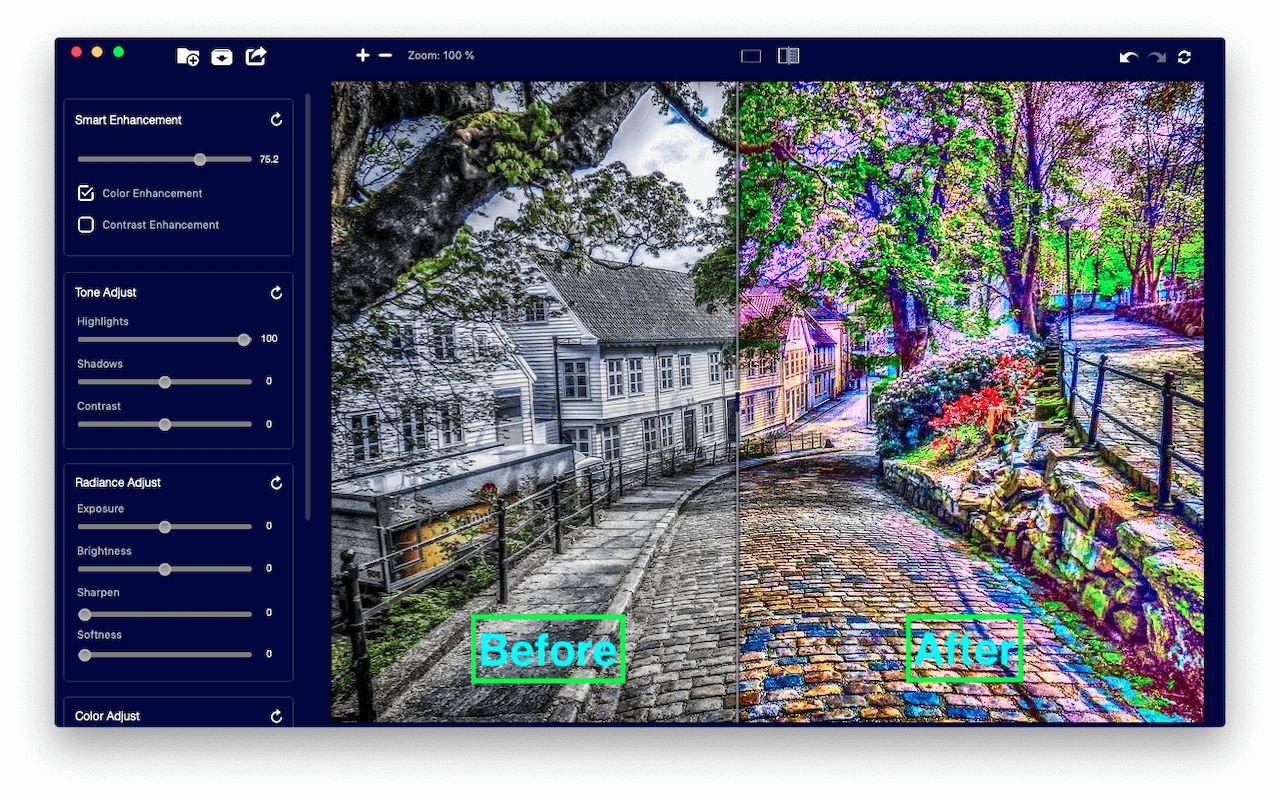 Zoom: 100 %
Smart Enhancement
75.2
Color Enhancement
Contrast Enhancement
Tone Adjust
Highlights
100
Shadows
0
Contrast
0
Radiance Adjust
Exposure
0
Brightness
0
Sharpen
0
Softness
0
Color Adjust
Before
After